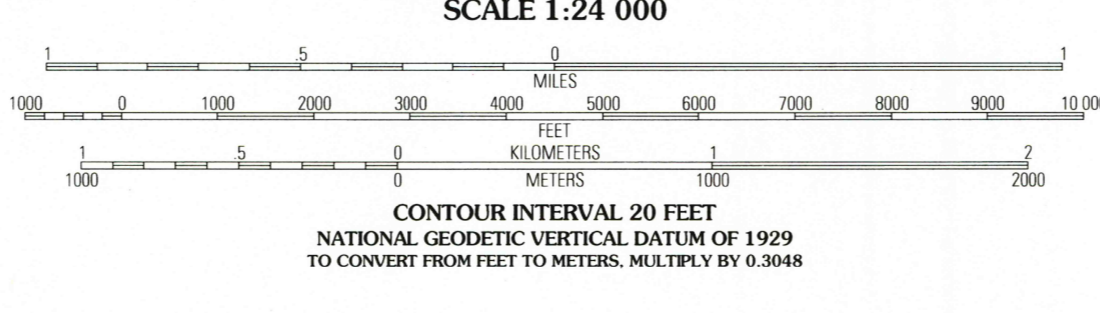 SCALE 1:24 000
1 .5 0 1
MILES
1000 0 1000 2000 3000 4000 5000 6000 7000 8000 9000 10 00
FEET
1 .5 0 KILOMETERS 1 2
1000 0 METERS 1000 2000
CONTOUR INTERVAL 20 FEET
NATIONAL GEODETIC VERTICAL DATUM OF 1929
TO CONVERT FROM FEET TO METERS, MULTIPLY BY 0.3048